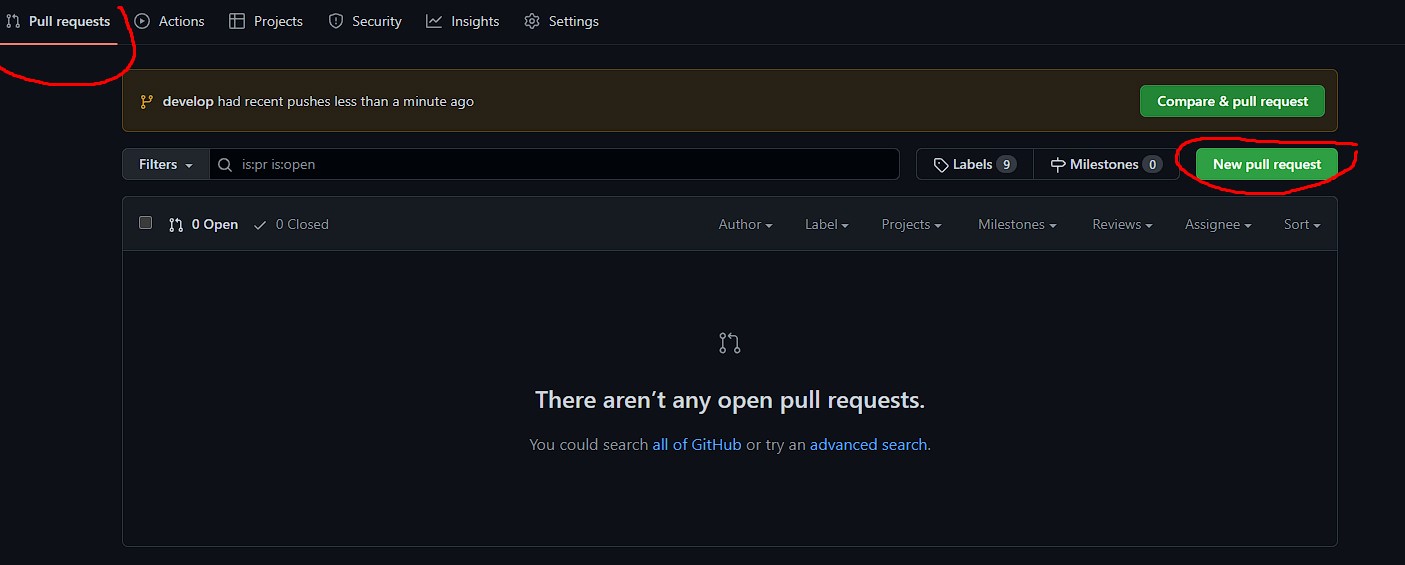 Pull requests Actions Projects Security Insights Settings
develop had recent pushes less than a minute ago Compare & pull request
Filters is:pr is:open Labels 9 Milestones 0 New pull request
0 Open 0 Closed Author Label Projects Milestones Reviews Assignee Sort
There aren’t any open pull requests.
You could search all of GitHub or try an advanced search.